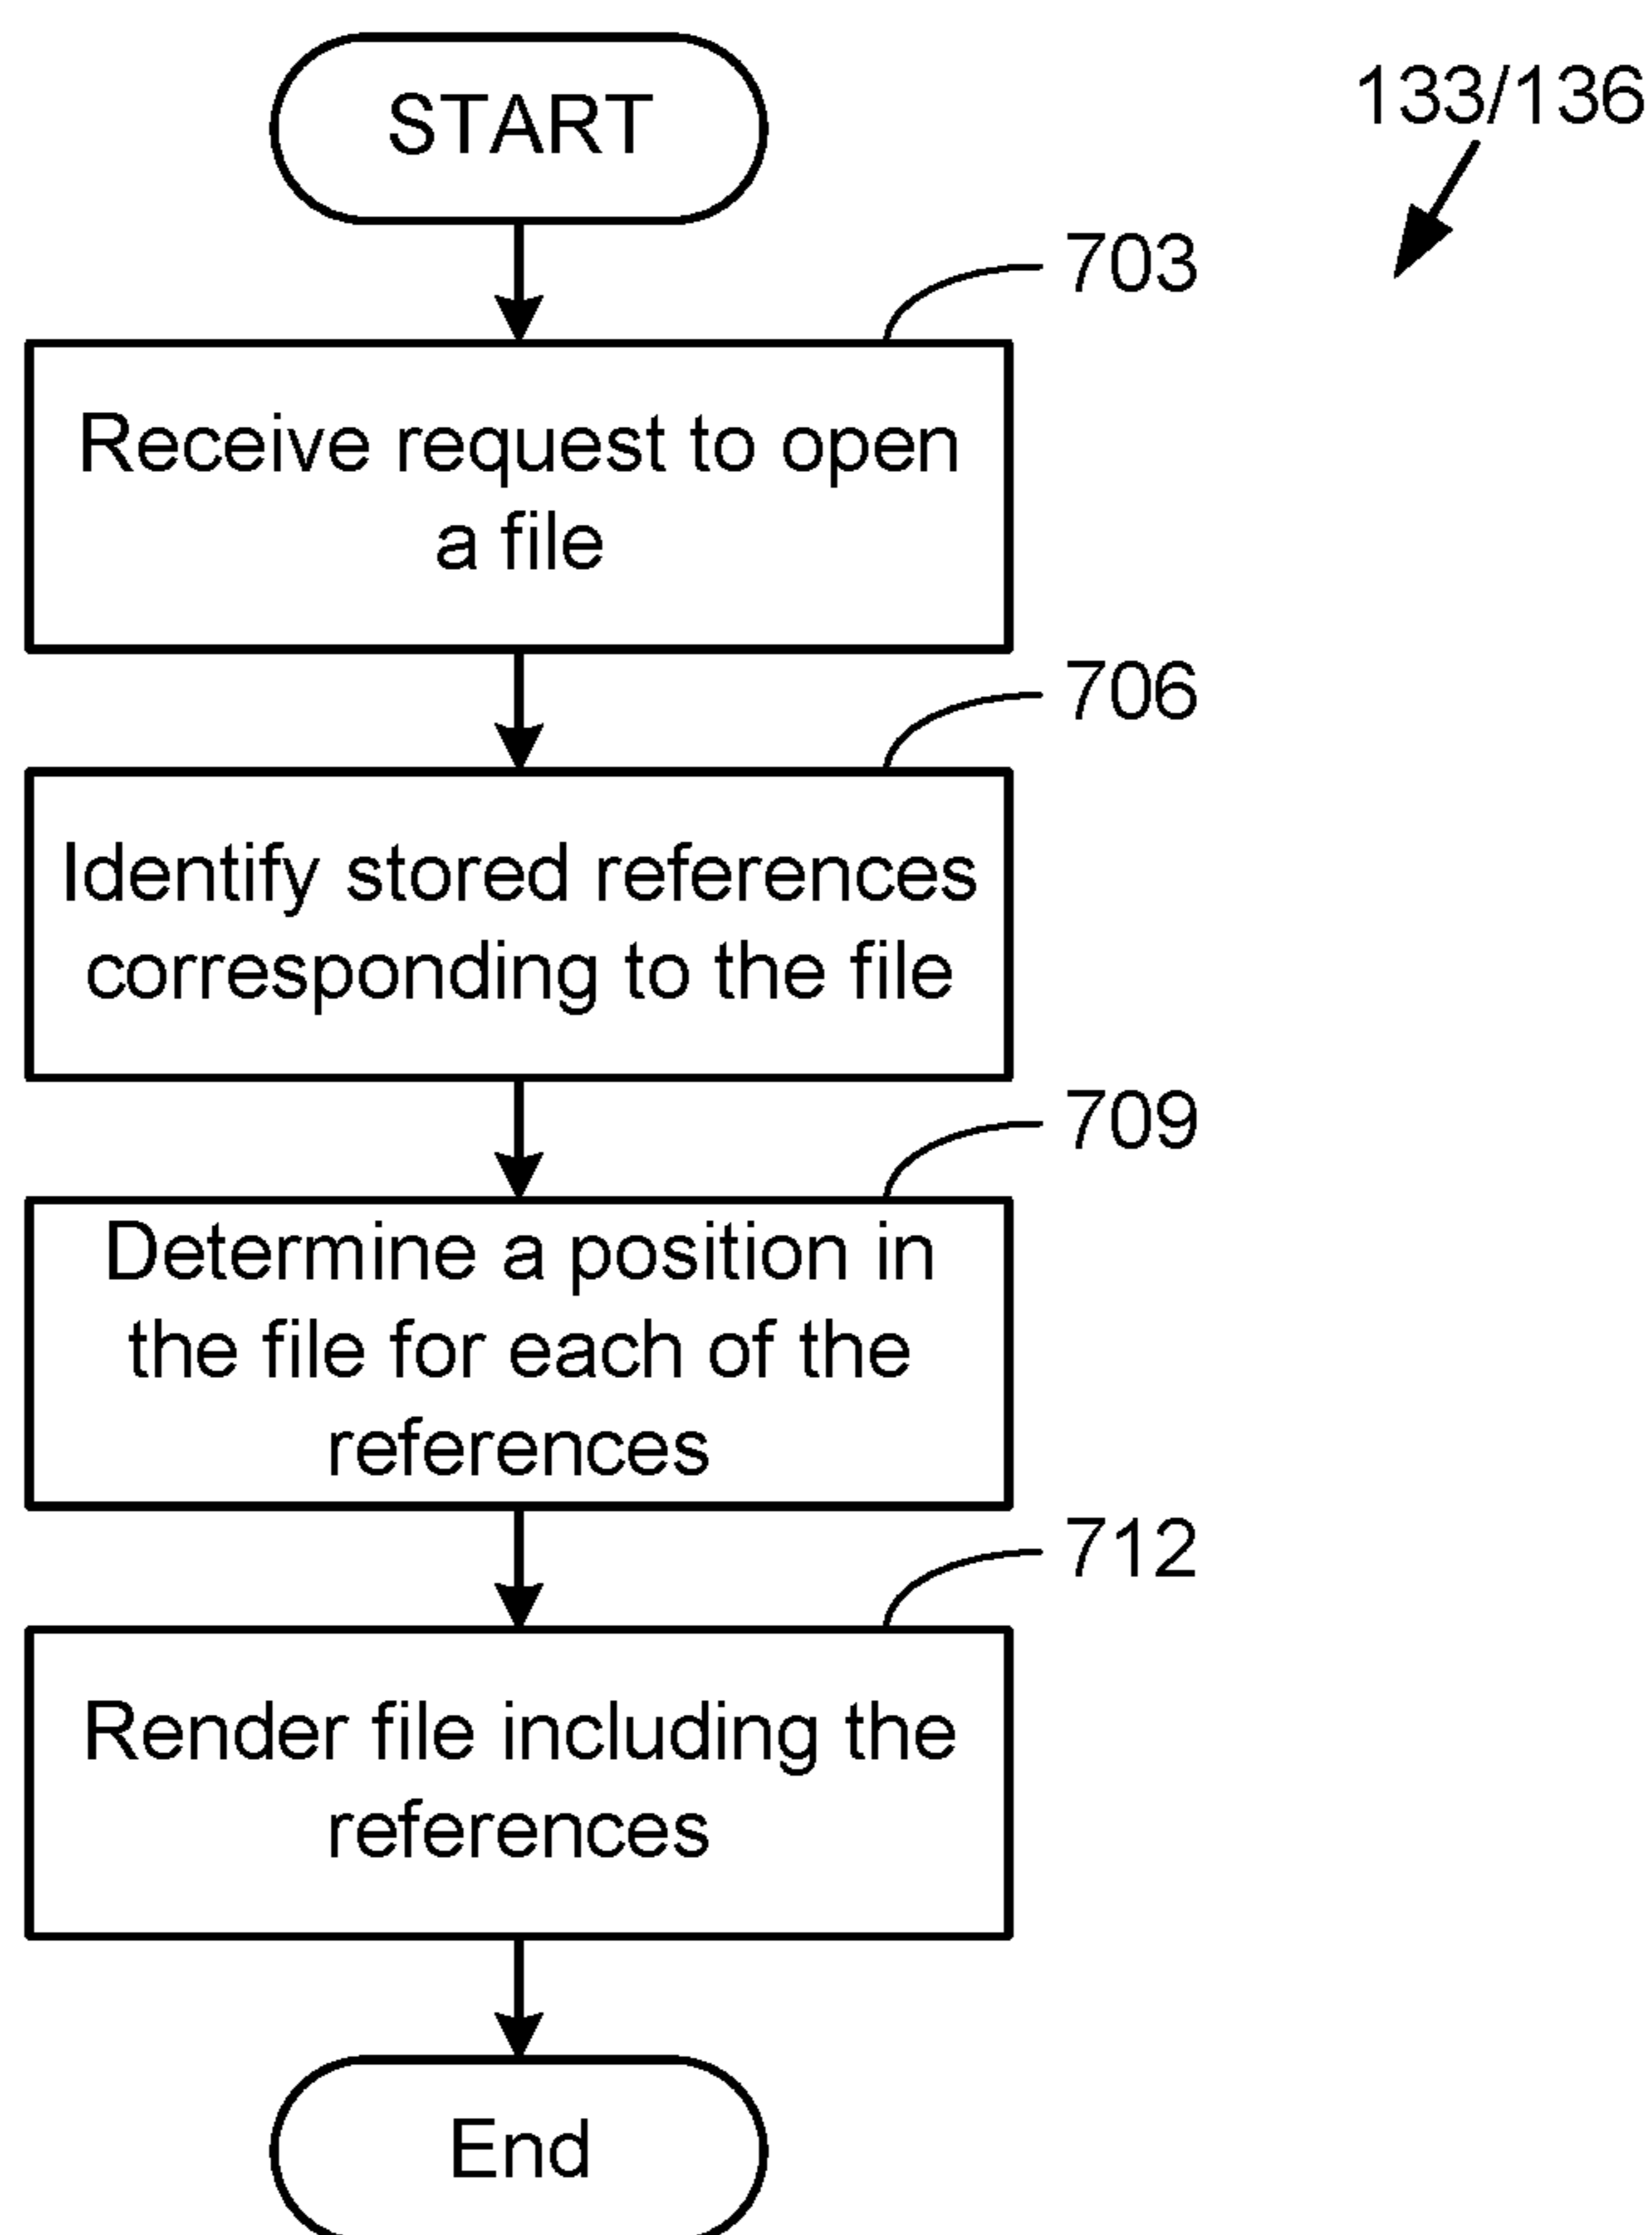 START
133/136
703
Receive request to open
a file
706
Identify stored references
corresponding to the file
709
Determine a position in
the file for each of the
references
712
Render file including the
references
End